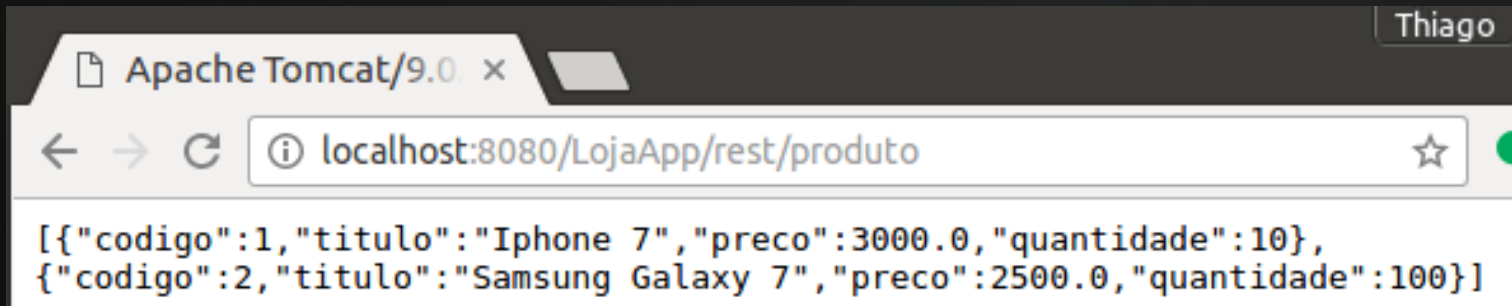 Thiago
Apache Tomcat/9.0
localhost:8080/LojaApp/rest/produto
[{"codigo":1,"titulo":"Iphone 7","preco":3000.0,"quantidade":10},
{"codigo":2,"titulo":"Samsung Galaxy 7","preco":2500.0,"quantidade":100}]